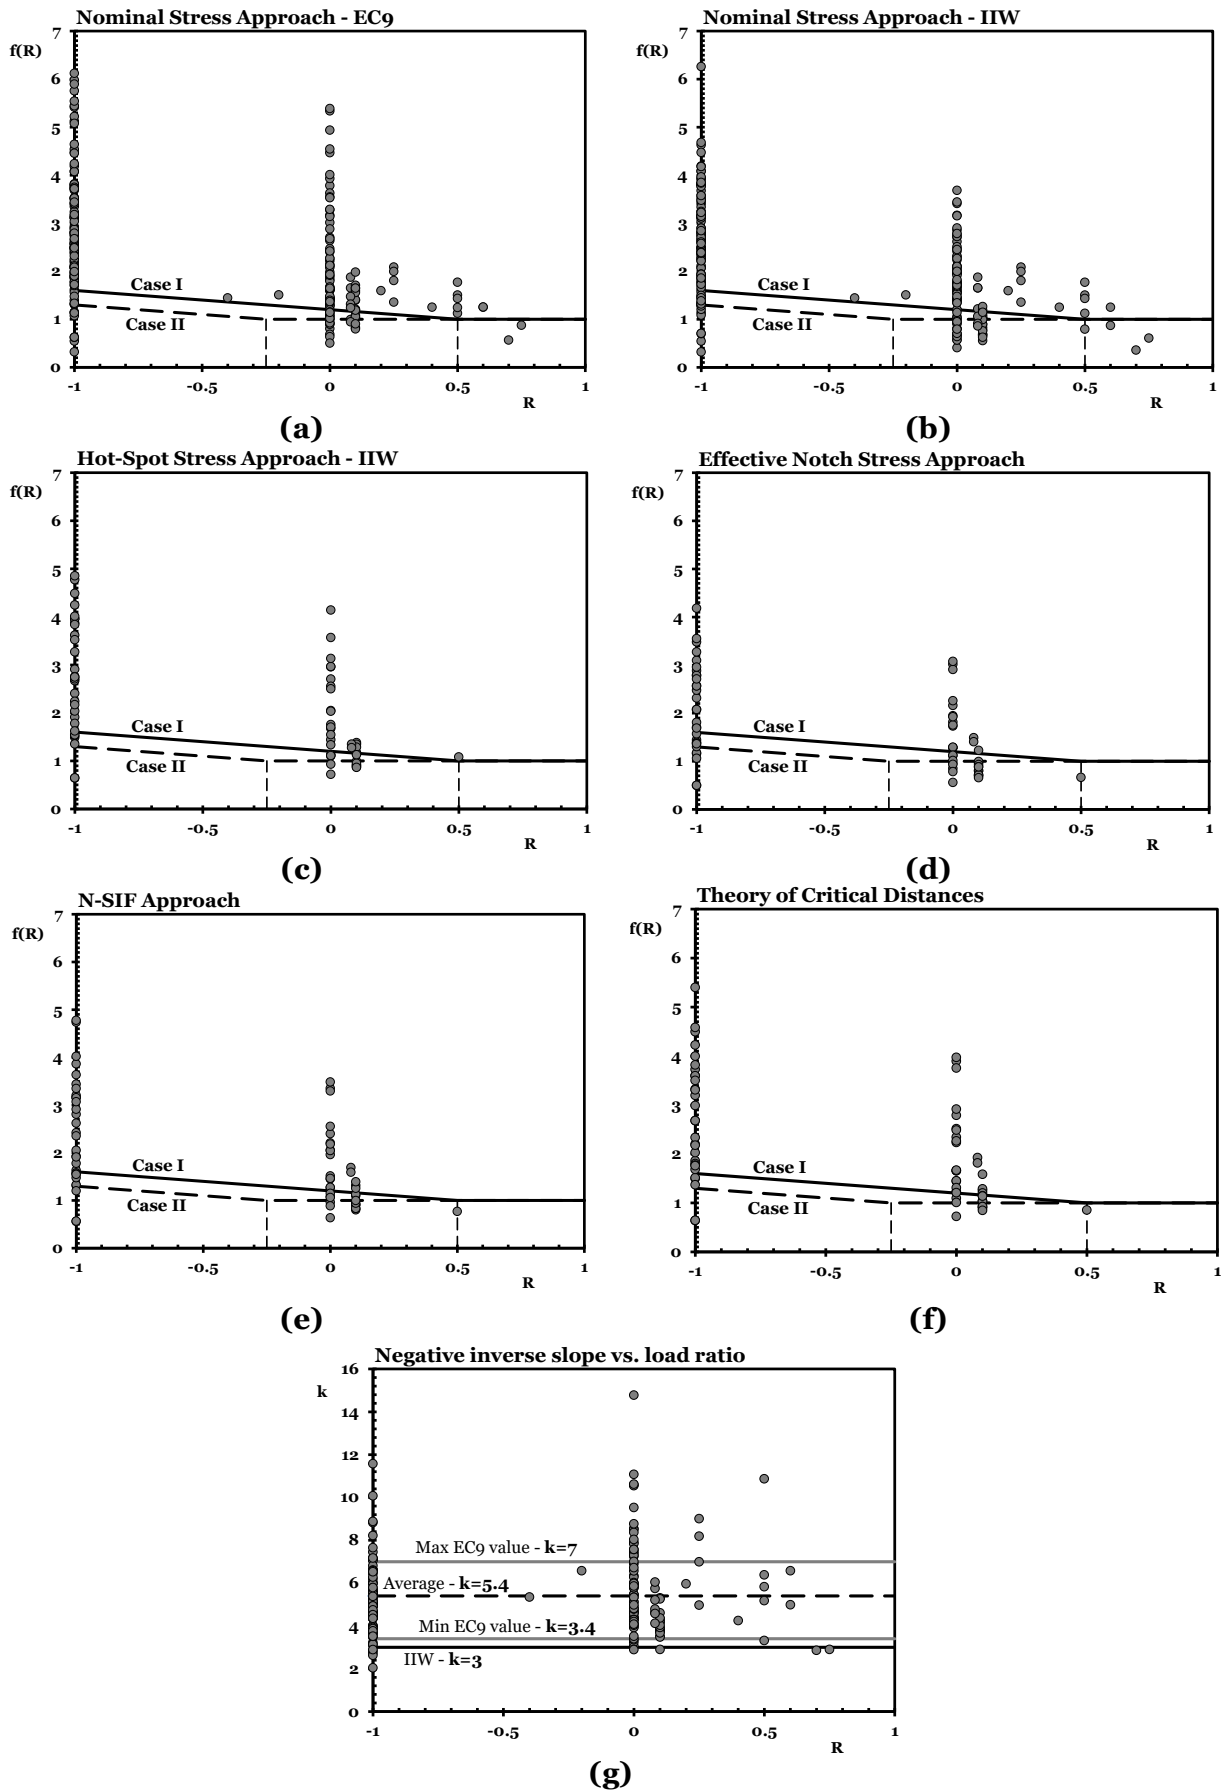 Nominal Stress Approach - EC9
f(R)
7
6
5
4
3
2
1
0
Case I
Case II
-1
-0.5
0
0.5
1
R
(a)
Nominal Stress Approach - IIW
f(R)
7
6
5
4
3
2
1
0
Case I
Case II
-1
-0.5
0
0.5
1
R
(b)
Hot-Spot Stress Approach - IIW
f(R)
7
6
5
4
3
2
1
0
Case I
Case II
-1
-0.5
0
0.5
1
R
(c)
Effective Notch Stress Approach
f(R)
7
6
5
4
3
2
1
0
Case I
Case II
-1
-0.5
0
0.5
1
R
(d)
N-SIF Approach
f(R)
7
6
5
4
3
2
1
0
Case I
Case II
-1
-0.5
0
0.5
1
R
(e)
Theory of Critical Distances
f(R)
7
6
5
4
3
2
1
0
Case I
Case II
-1
-0.5
0
0.5
1
R
(f)
Negative inverse slope vs. load ratio
k
16
14
12
10
8
6
4
2
0
Max EC9 value - k=7
Average - k=5.4
Min EC9 value - k=3.4
IIW - k=3
-1
-0.5
0
0.5
1
R
(g)